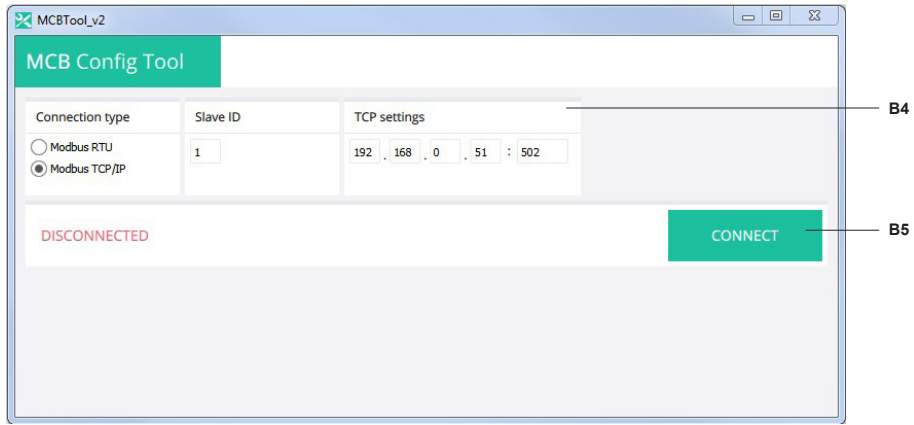 MCBTool_v2
MCB Config Tool
Connection type
Slave ID
TCP settings
B4
Modbus RTU
Modbus TCP/IP
1
192 . 168 . 0 . 51 : 502
DISCONNECTED
CONNECT
B5